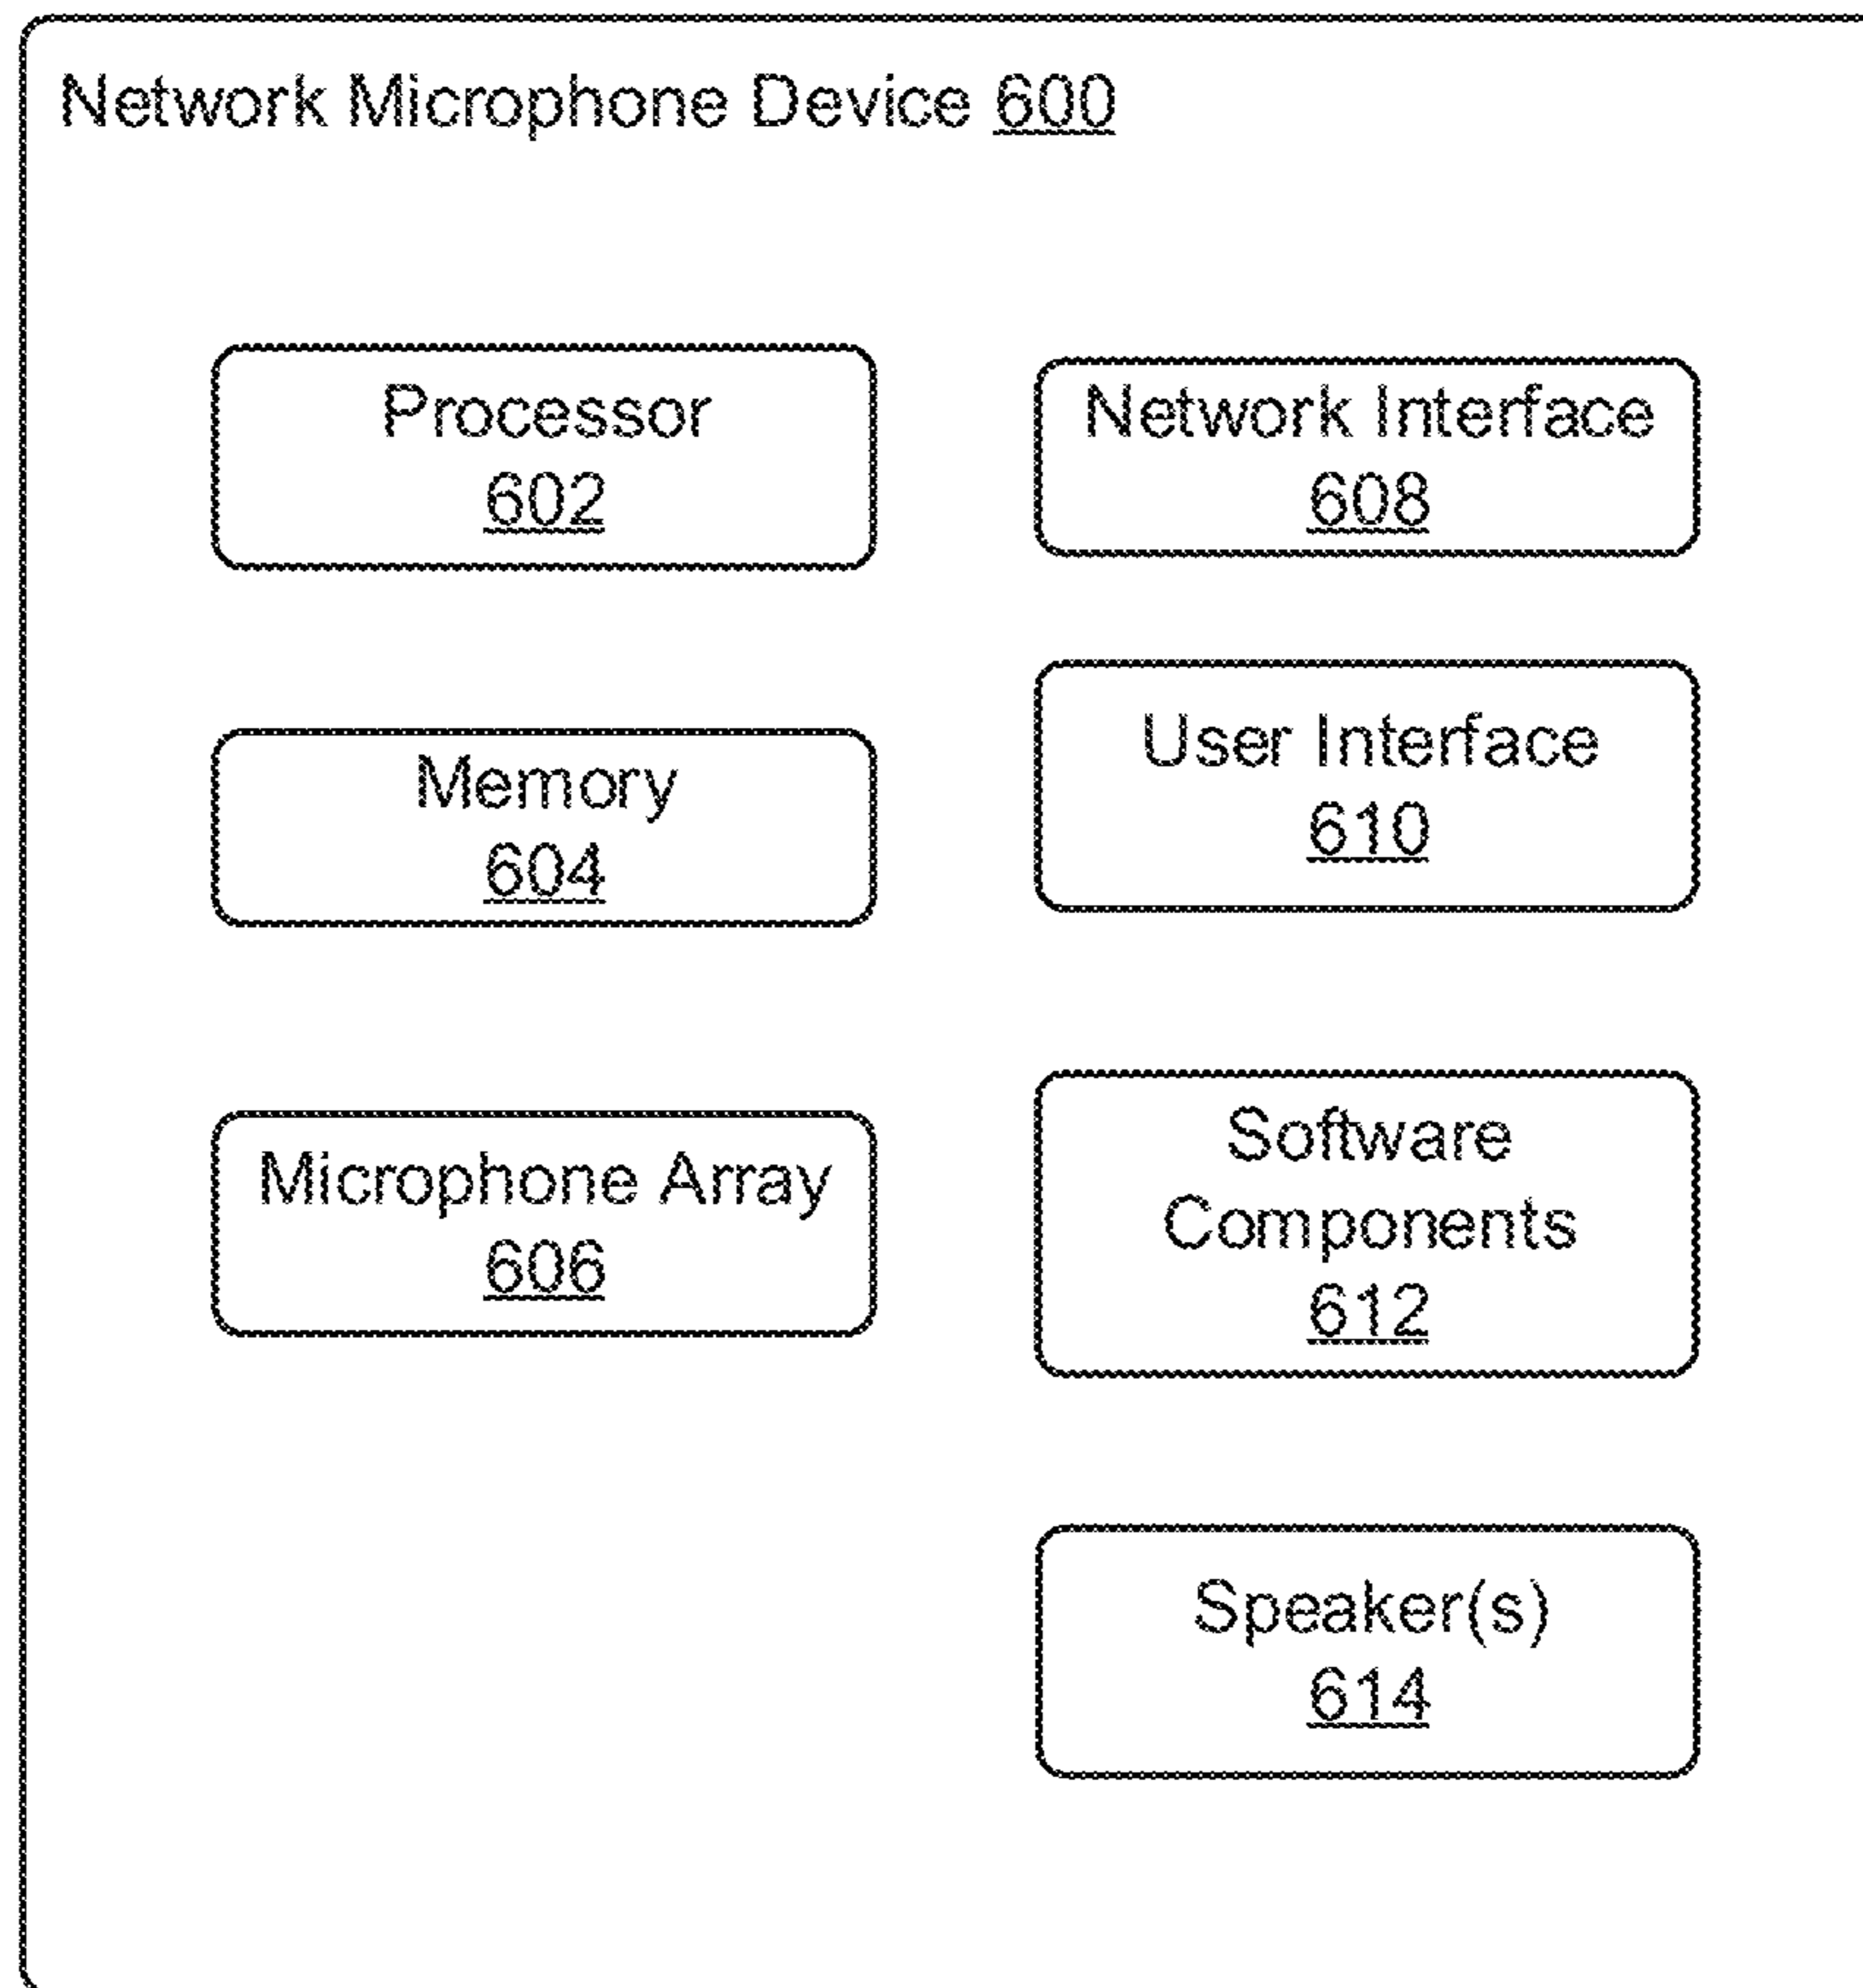 Network Microphone Device 600
Processor
602
Memory
604
Microphone Array
606
Network Interface
608
User Interface
610
Software
Components
612
Speaker(s)
614